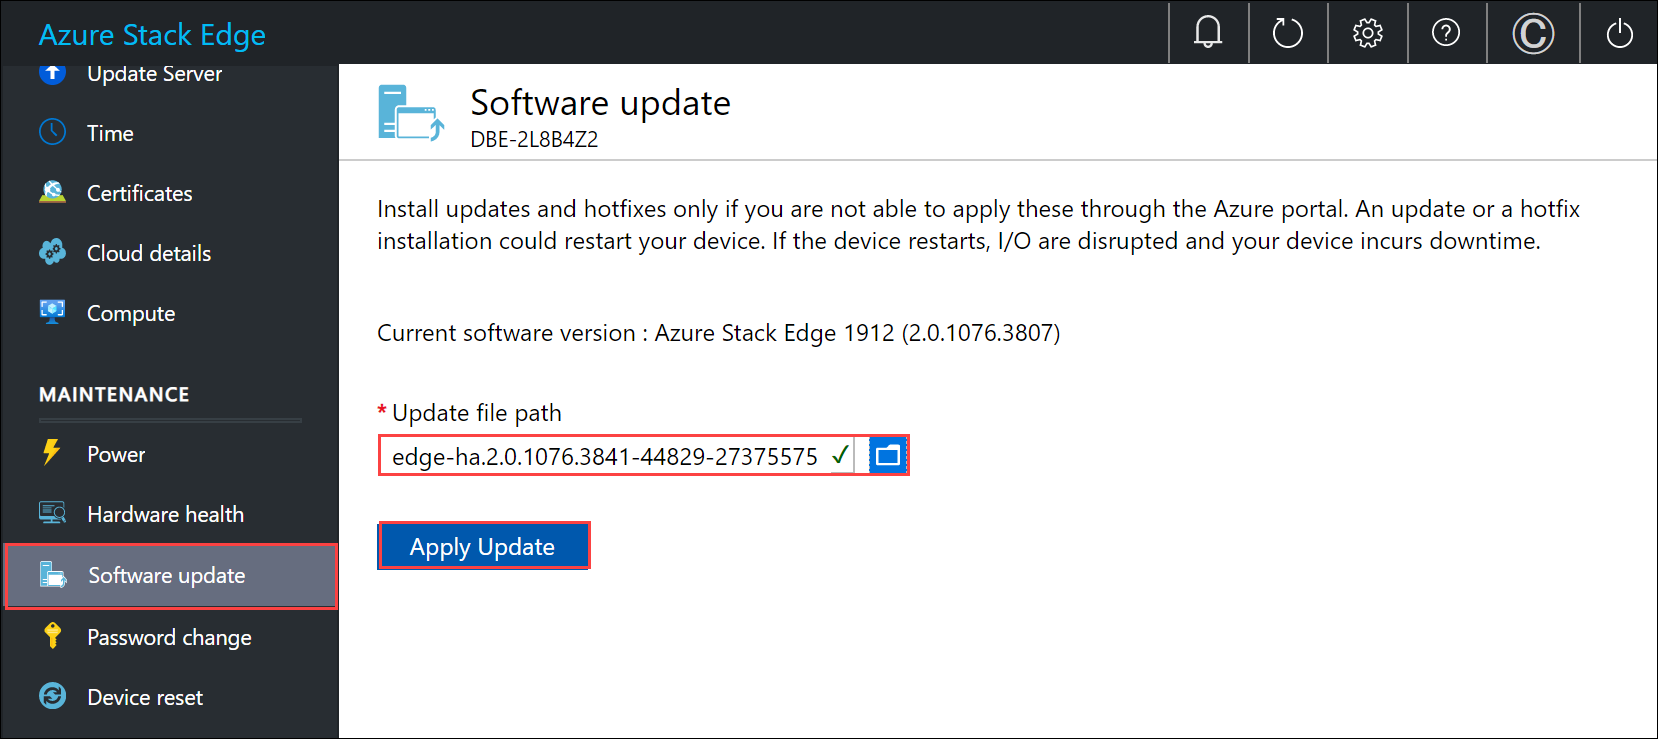 Azure Stack Edge
Update Server
Time
Certificates
Cloud details
Compute
MAINTENANCE
Power
Hardware health
Software update
Password change
Device reset
Software update
DBE-2L8B4Z2
Install updates and hotfixes only if you are not able to apply these through the Azure portal. An update or a hotfix
installation could restart your device. If the device restarts, I/O are disrupted and your device incurs downtime.
Current software version : Azure Stack Edge 1912 (2.0.1076.3807)
* Update file path
edge-ha.2.0.1076.3841-44829-27375575
Apply Update